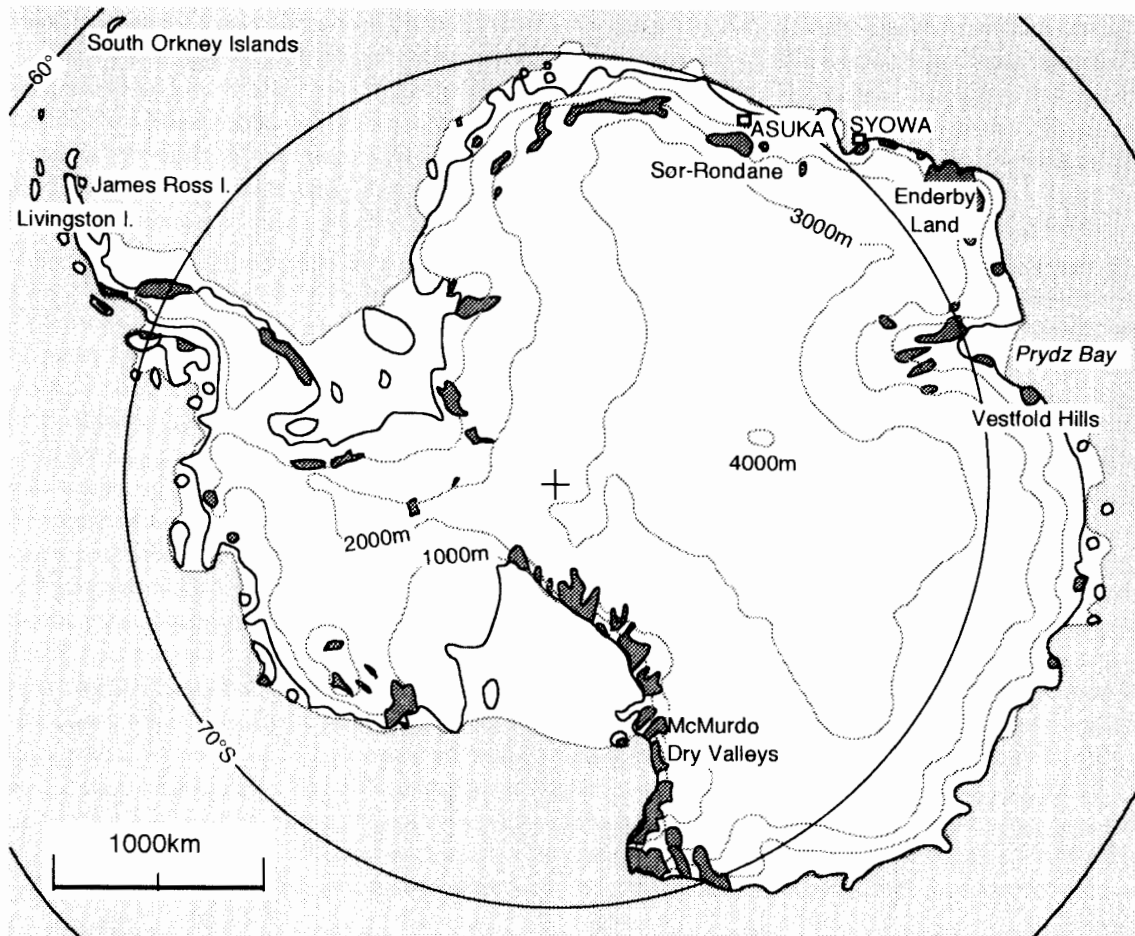 South Orkney Islands
60°
ASUKA
SYOWA
Sør-Rondane
James Ross I.
Livingston I.
Enderby
Land
3000m
Prydz Bay
Vestfold Hills
4000m
2000m
1000m
McMurdo
Dry Valleys
70°S
1000km